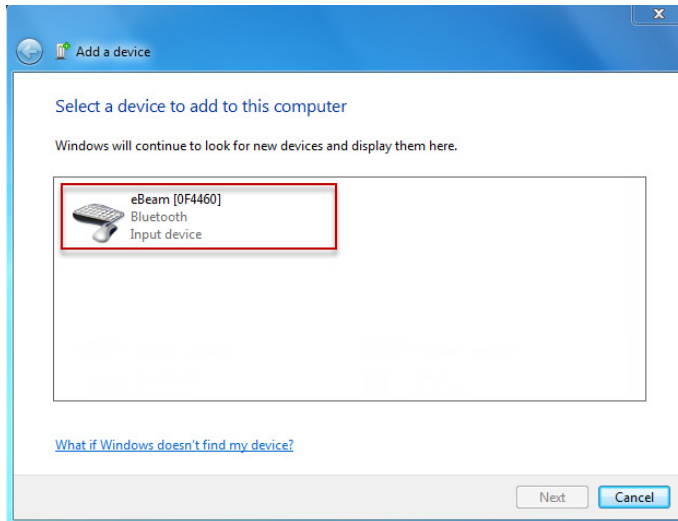 Add a device
Select a device to add to this computer
Windows will continue to look for new devices and display them here.
eBeam [0F4460]
Bluetooth
Input device
What if Windows doesn't find my device?
Next
Cancel